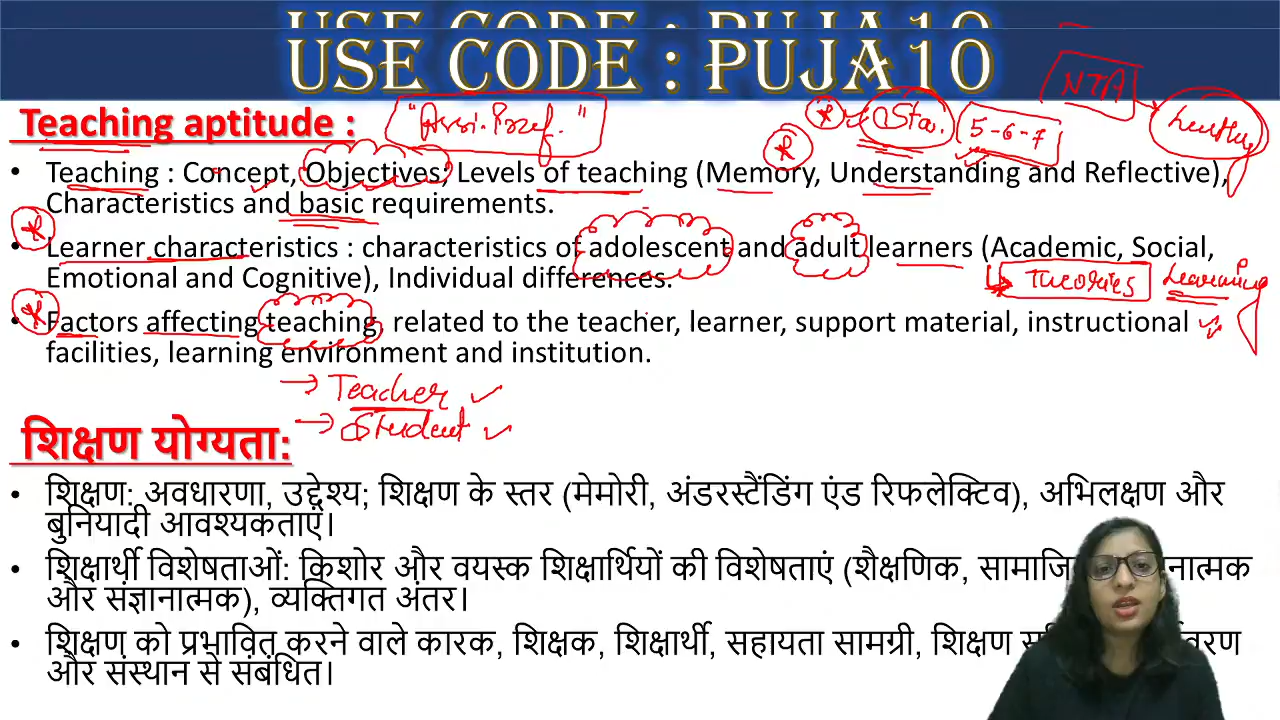 USE CODE : PUJA10
USE CODE : PUJA10
NTA
Teaching aptitude :
5-6-7
• Teaching : Concept, Objectives; Levels of teaching (Memory, Understanding and Reflective),
Characteristics and basic requirements.
• Learner characteristics : characteristics of adolescent and adult learners (Academic, Social,
Emotional and Cognitive), Individual differences.
Theories Learning
• Factors affecting teaching, related to the teacher, learner, support material, instructional
facilities, learning environment and institution.
→ Teacher ✓
→ Student ✓
शिक्षण योग्यता:
• शिक्षण: अवधारणा, उद्देश्य; शिक्षण के स्तर (मेमोरी, अंडरस्टैंडिंग एंड रिफलेक्टिव), अभिलक्षण और
बुनियादी आवश्यकताएं।
• शिक्षार्थी विशेषताओं: किशोर और वयस्क शिक्षार्थियों की विशेषताएं (शैक्षणिक,
और संज्ञानात्मक), व्यक्तिगत अंतर।
• शिक्षण को प्रभावित करने वाले कारक, शिक्षक, शिक्षार्थी, सहायता सामग्री, शिक्षण
और संस्थान से संबंधित।